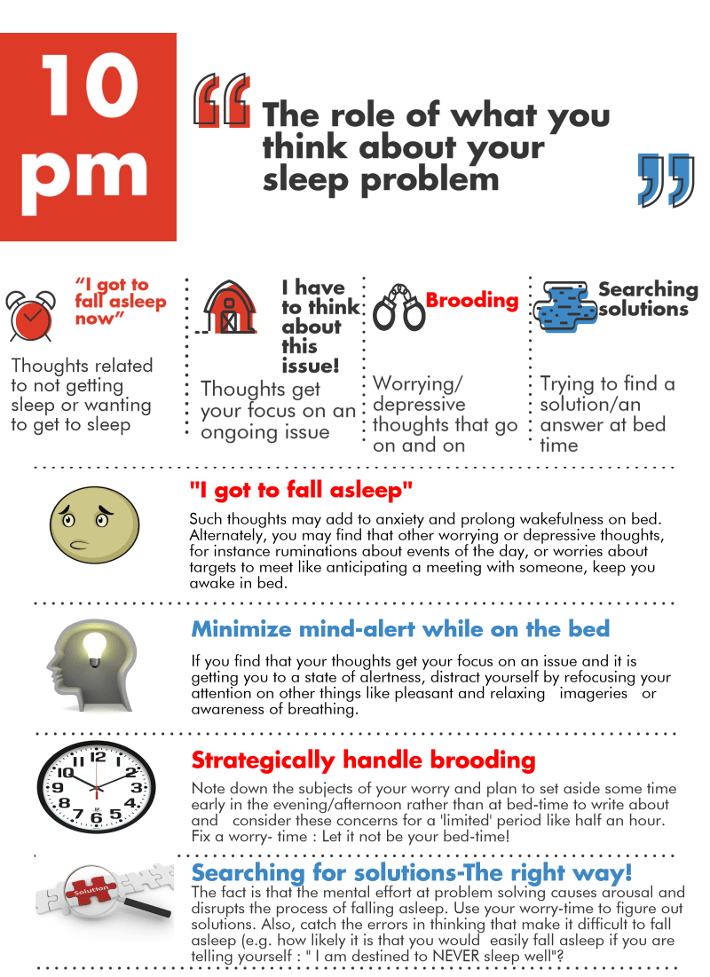 10
pm
The role of what you
think about your
sleep problem
“I got to
fall asleep
now”
Thoughts related
to not getting
sleep or wanting
to get to sleep
I have
to think
about
this
issue!
Thoughts get
your focus on an
ongoing issue
Brooding
Worrying/
depressive
thoughts that go
on and on
Searching
solutions
Trying to find a
solution/an
answer at bed
time
"I got to fall asleep"
Such thoughts may add to anxiety and prolong wakefulness on bed.
Alternately, you may find that other worrying or depressive thoughts,
for instance ruminations about events of the day, or worries about
targets to meet like anticipating a meeting with someone, keep you
awake in bed.
Minimize mind-alert while on the bed
If you find that your thoughts get your focus on an issue and it is
getting you to a state of alertness, distract yourself by refocusing your
attention on other things like pleasant and relaxing imageries or
awareness of breathing.
11 12 1
10 2
9 3
8 4
7 6 5
Strategically handle brooding
Note down the subjects of your worry and plan to set aside some time
early in the evening/afternoon rather than at bed-time to write about
and consider these concerns for a 'limited' period like half an hour.
Fix a worry- time : Let it not be your bed-time!
Solution
Searching for solutions-The right way!
The fact is that the mental effort at problem solving causes arousal and
disrupts the process of falling asleep. Use your worry-time to figure out
solutions. Also, catch the errors in thinking that make it difficult to fall
asleep (e.g. how likely it is that you would easily fall asleep if you are
telling yourself : " I am destined to NEVER sleep well"?